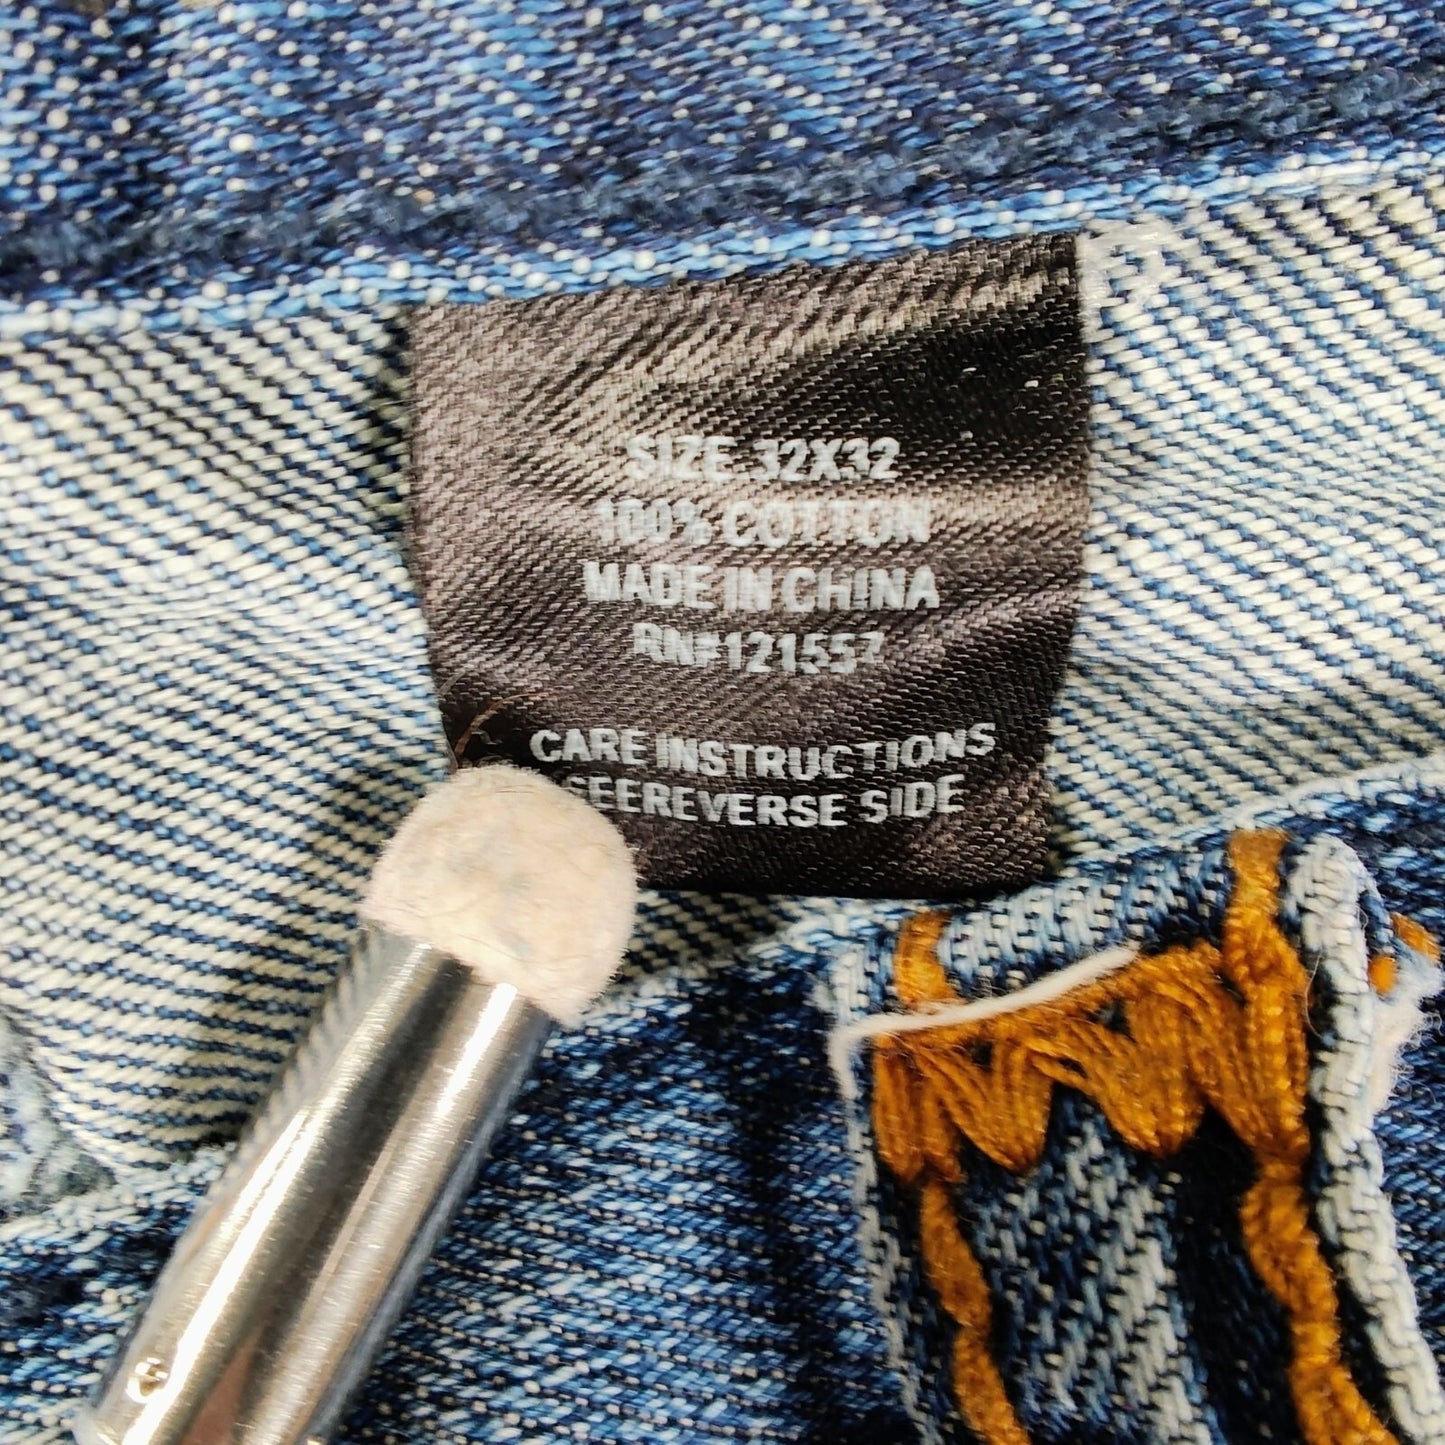 SIZE 32X32
100% COTTON
MADE IN CHINA
RN#121557
CARE INSTRUCTIONS
SEEREVERSE SIDE